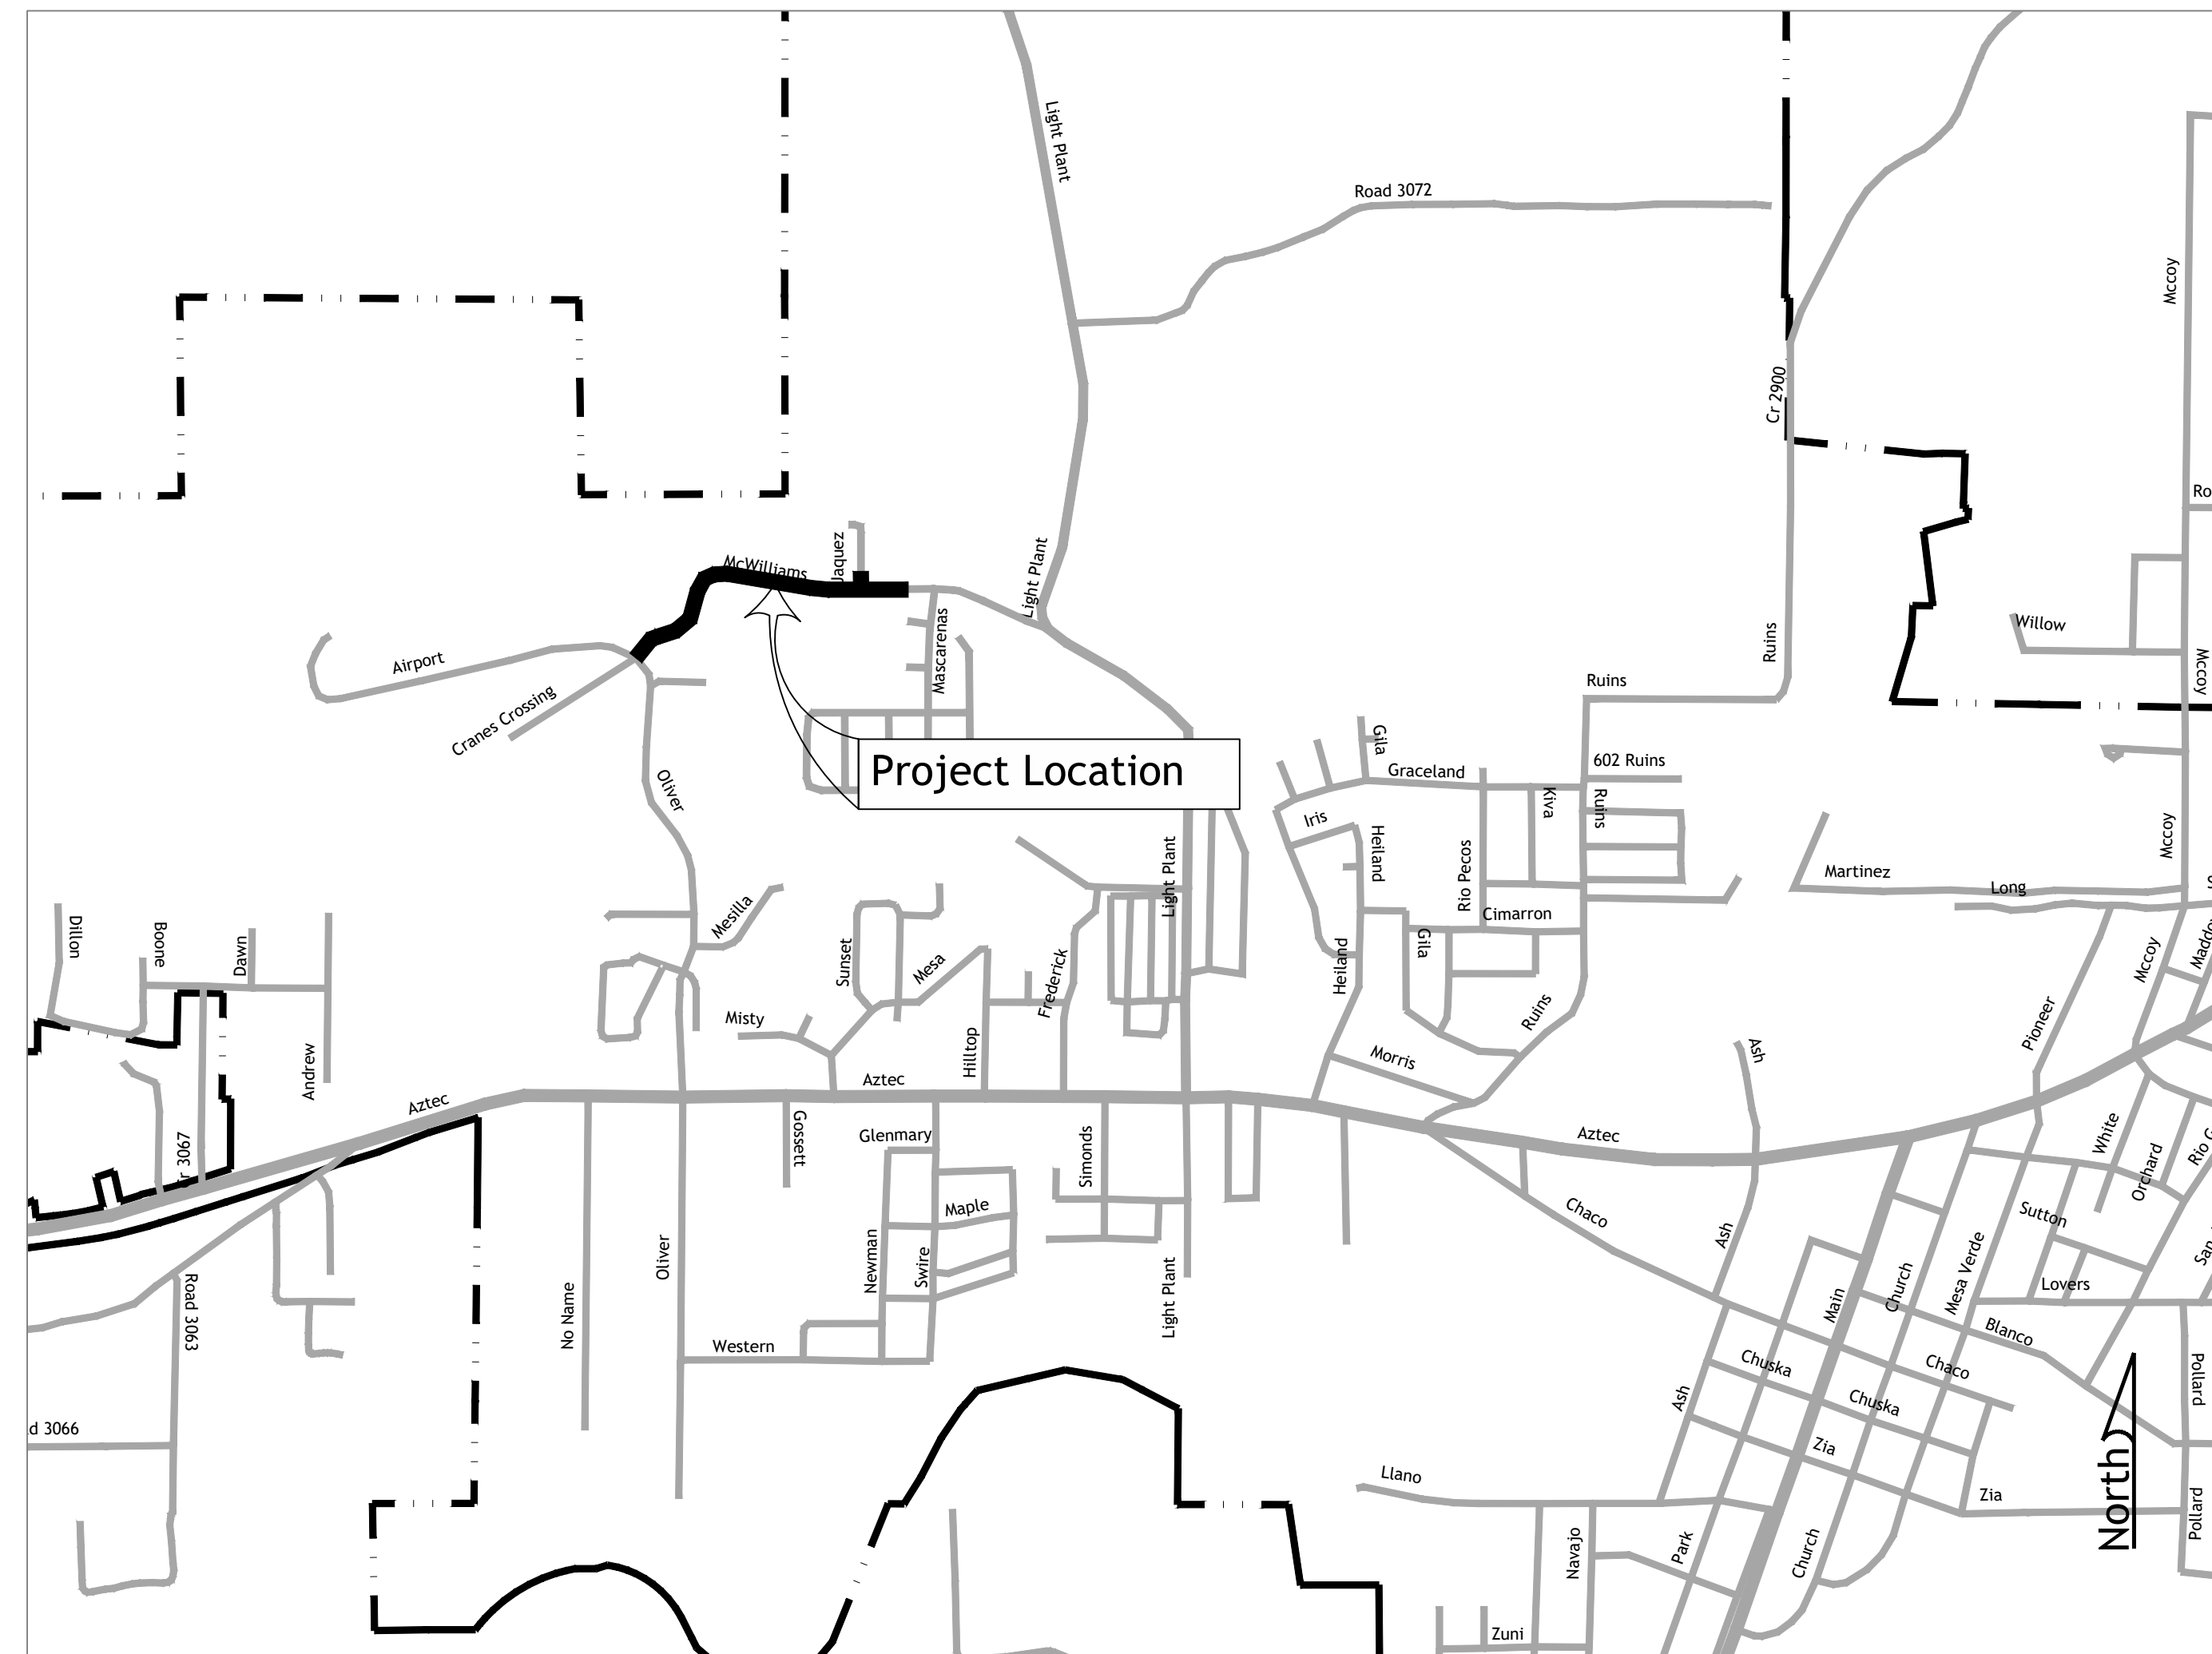 Light Plant
Road 3072
Mccoy
Cr 2900
Ro
McWilliams
Jaquez
Light Plant
Mascarenas
Willow
Ruins
Mccoy
Airport
Cranes Crossing
Ruins
Project Location
Gila
Graceland
602 Ruins
Oliver
Iris
Kiva
Ruins
Heiland
Rio Pecos
Light Plant
Mccoy
Martinez
Long
S
Cimarron
Mesilla
Dillon
Boone
Dawn
Sunset
Mesa
Frederick
Heiland
Gila
Mccoy
Maddo
Misty
Ruins
Pioneer
Hilltop
Andrew
Morris
Ash
Aztec
Aztec
Gossett
Glenmary
Simonds
Aztec
White
Orchard
Rio G
Cr 3097
Maple
Chaco
Sutton
Ash
San
Newman
Swire
Oliver
No Name
Light Plant
Road 3063
Main
Church
Mesa Verde
Lovers
Blanco
Western
Chuska
Chaco
Pollard
Ash
Chuska
d 3066
Zia
Llano
Zia
North
Pollard
Navajo
Park
Church
Zuni